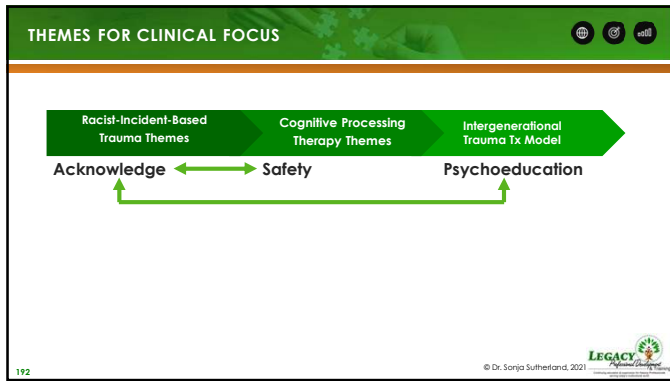 THEMES FOR CLINICAL FOCUS
Racist-Incident-Based
Trauma Themes
Cognitive Processing
Therapy Themes
Intergenerational
Trauma Tx Model
Acknowledge
Safety
Psychoeducation
192
© Dr. Sonja Sutherland, 2021
LEGACY
Professional Development